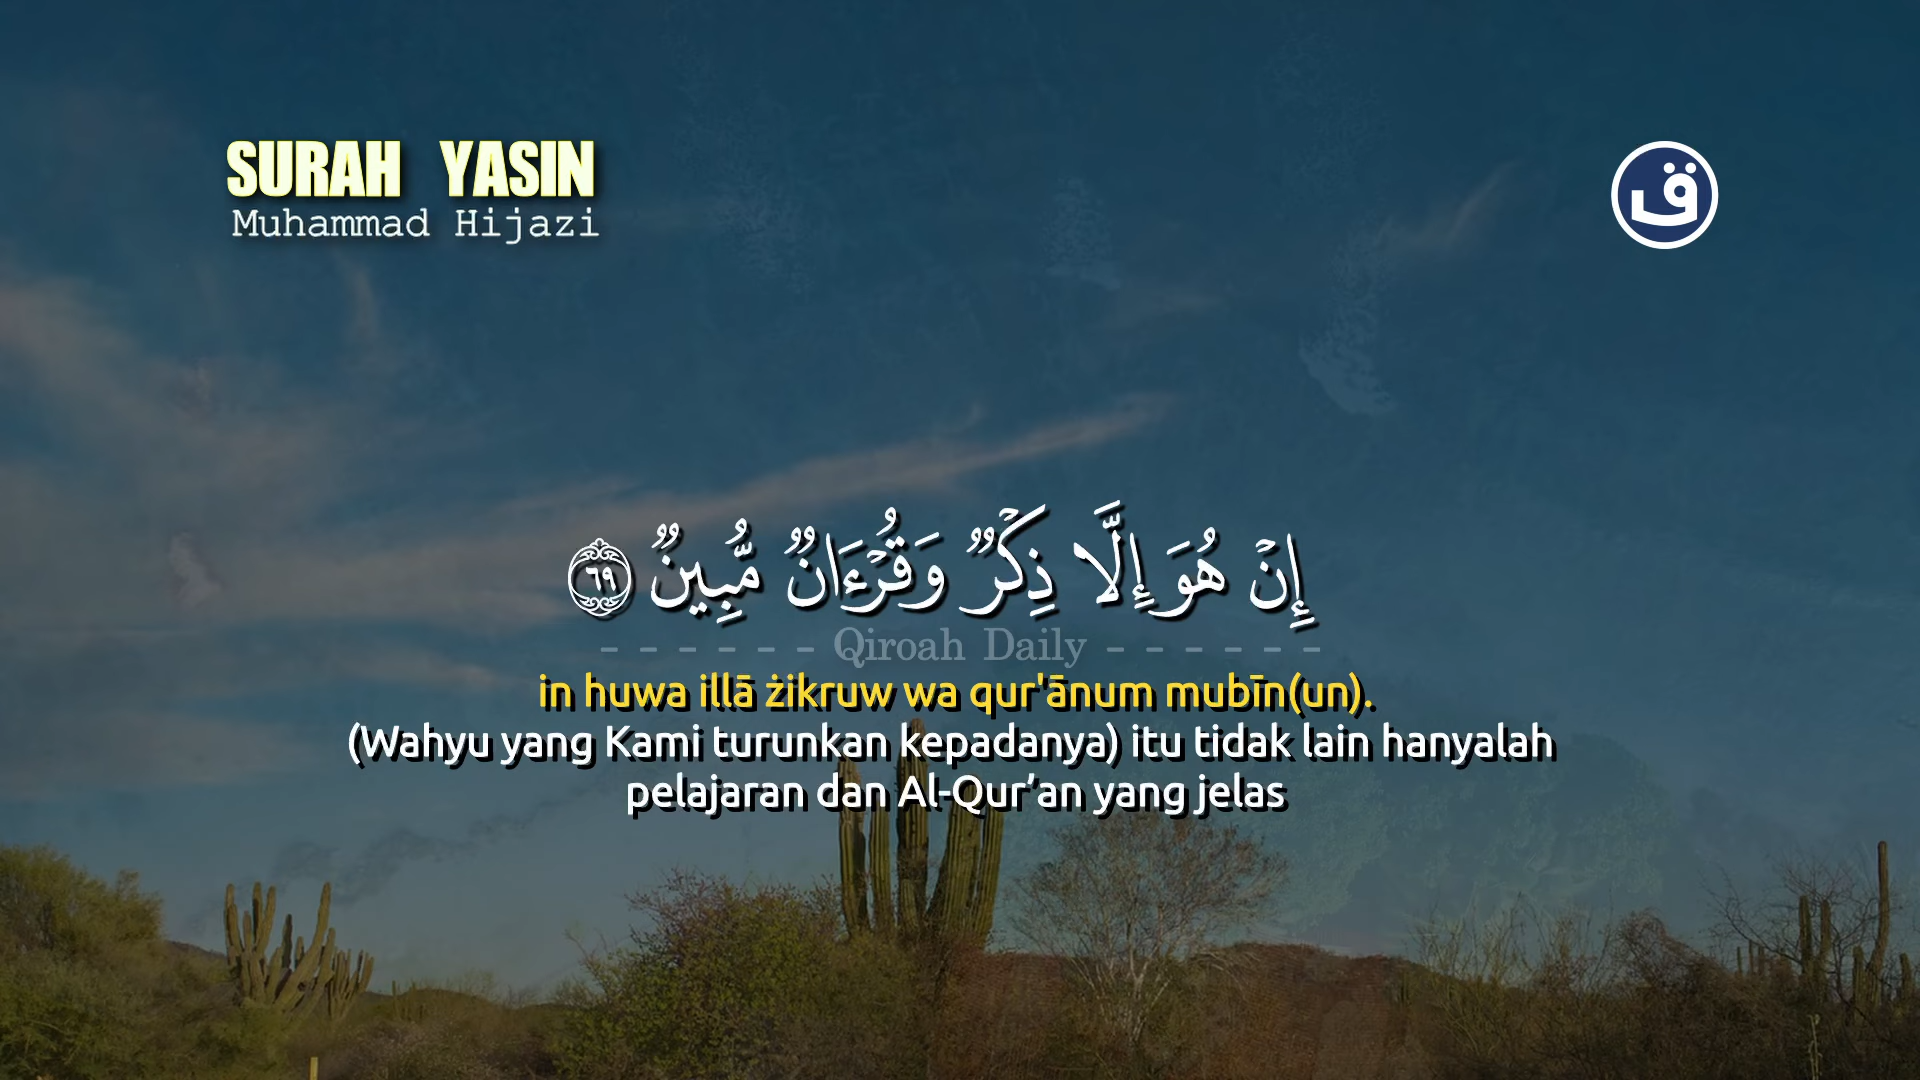 SURAH YASIN
Muhammad Hijazi
ق
إِنْ هُوَ إِلَّا ذِكْرٌ وَقُرْءَانٌ مُّبِينٌ ٦٩
- - - - - - Qiroah Daily - - - - - -
in huwa illā żikruw wa qur'ānum mubīn(un).
(Wahyu yang Kami turunkan kepadanya) itu tidak lain hanyalah
pelajaran dan Al-Qur’an yang jelas